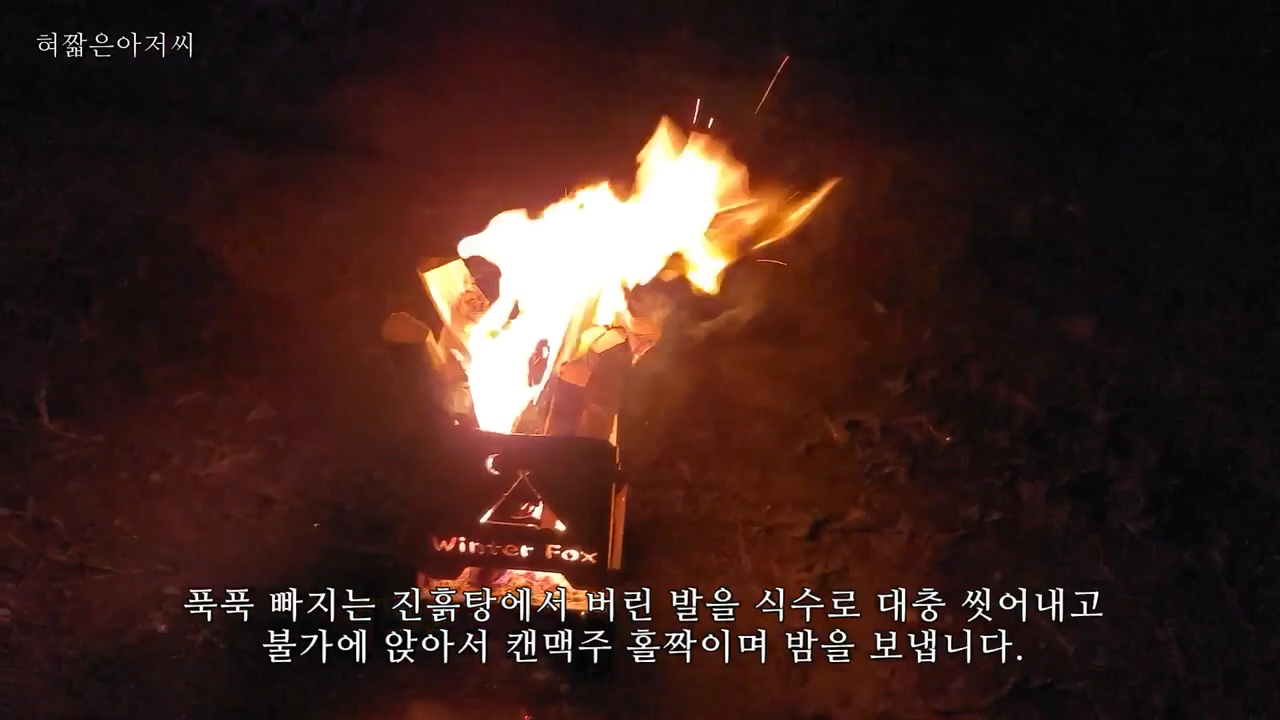 혀짧은아저씨
Winter Fox
푹푹 빠지는 진흙탕에서 버린 발을 식수로 대충 씻어내고
불가에 앉아서 캔맥주 홀짝이며 밤을 보냅니다.